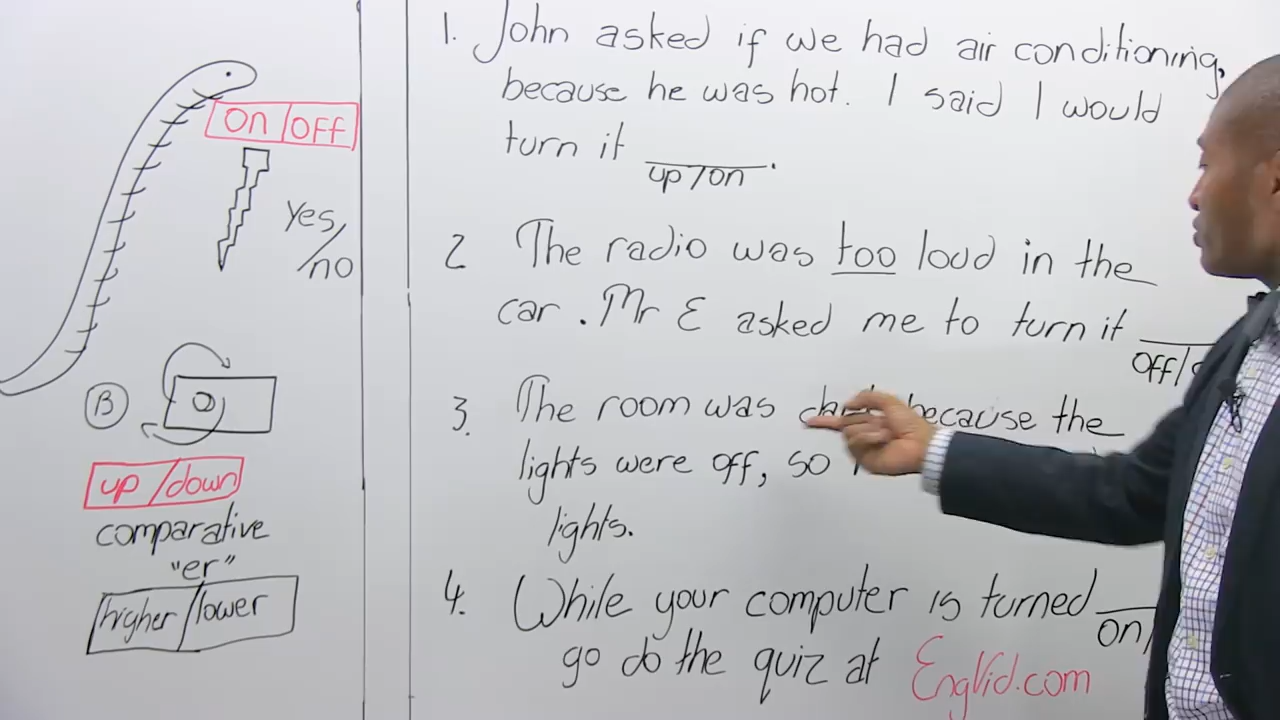 on/off
Yes/
no
B
up/down
comparative
"er"
higher/lower
1. John asked if we had air conditioning,
because he was hot. I said I would
turn it ____.
up/on
2 The radio was too loud in the
car. Mr E asked me to turn it ____
off/
3. The room was because the
lights were off, so
lights.
4. While your computer is turned ____
on/
go do the quiz at EngVid.com